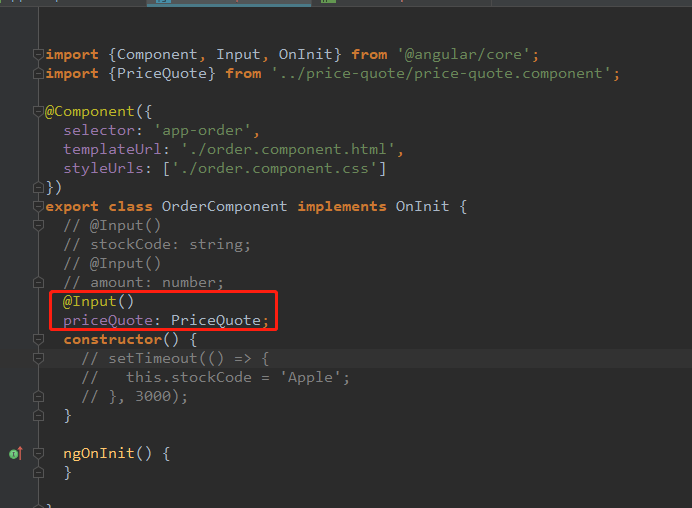 import {Component, Input, OnInit} from '@angular/core';
import {PriceQuote} from '../price-quote/price-quote.component';
@Component({
selector: 'app-order',
templateUrl: './order.component.html',
styleUrls: ['./order.component.css']
})
export class OrderComponent implements OnInit {
// @Input()
// stockCode: string;
// @Input()
// amount: number;
@Input()
priceQuote: PriceQuote;
constructor() {
// setTimeout(() => {
//   this.stockCode = 'Apple';
// }, 3000);
}
ngOnInit() {
}